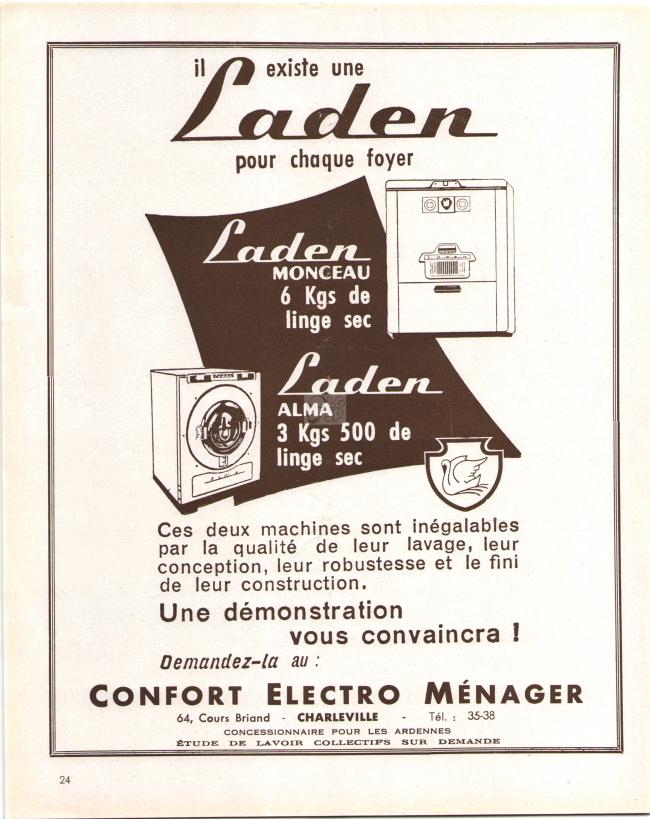 il existe une
Laden
pour chaque foyer
Laden
MONCEAU
6 Kgs de
linge sec
Laden
ALMA
3 Kgs 500 de
linge sec
Ces deux machines sont inégalables
par la qualité de leur lavage, leur
conception, leur robustesse et le fini
de leur construction.
Une démonstration
vous convaincra !
Demandez-la au :
CONFORT ELECTRO MÉNAGER
64, Cours Briand - CHARLEVILLE - Tél. : 35-38
CONCESSIONNAIRE POUR LES ARDENNES
ÉTUDE DE LAVOIR COLLECTIFS SUR DEMANDE
24